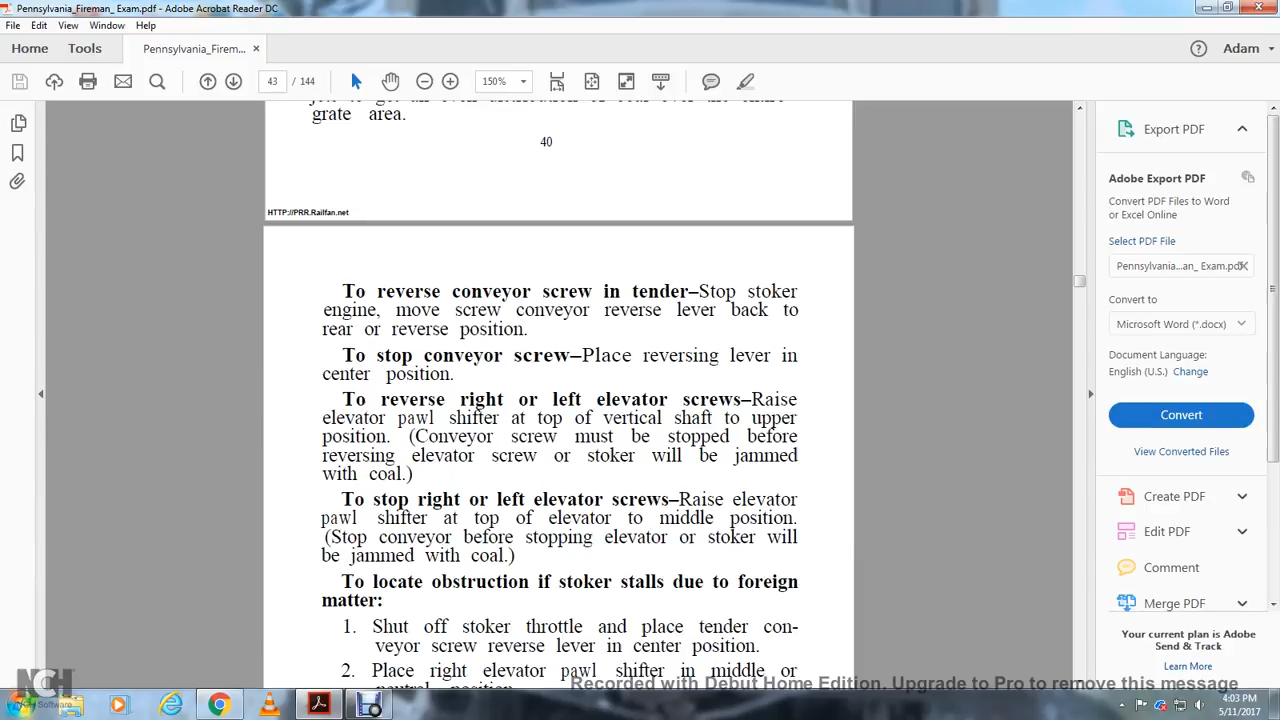 Pennsylvania_Fireman_ Exam.pdf - Adobe Acrobat Reader DC
File Edit View Window Help
Home Tools Pennsylvania_Firem... × Adam
43 / 144 150%
grate area.
40
HTTP://PRR.Railfan.net
To reverse conveyor screw in tender–Stop stoker
engine, move screw conveyor reverse lever back to
rear or reverse position.
To stop conveyor screw–Place reversing lever in
center position.
To reverse right or left elevator screws–Raise
elevator pawl shifter at top of vertical shaft to upper
position. (Conveyor screw must be stopped before
reversing elevator screw or stoker will be jammed
with coal.)
To stop right or left elevator screws–Raise elevator
pawl shifter at top of elevator to middle position.
(Stop conveyor before stopping elevator or stoker will
be jammed with coal.)
To locate obstruction if stoker stalls due to foreign
matter:
1. Shut off stoker throttle and place tender con-
veyor screw reverse lever in center position.
2. Place right elevator pawl shifter in middle or
Export PDF
Adobe Export PDF
Convert PDF Files to Word
or Excel Online
Select PDF File
Pennsylvania...an_ Exam.pdf
Convert to
Microsoft Word (*.docx)
Document Language:
English (U.S.) Change
Convert
View Converted Files
Create PDF
Edit PDF
Comment
Merge PDF
Your current plan is Adobe
Send & Track
Learn More
NCH Software
Recorded with Debut Home Edition. Upgrade to Pro to remove this message
4:03 PM
5/11/2017